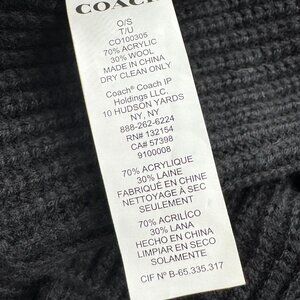 COACH
O/S
T/U
CO100305
70% ACRYLIC
30% WOOL
MADE IN CHINA
DRY CLEAN ONLY
Coach® Coach IP
Holdings LLC.
10 HUDSON YARDS
NY, NY
888-262-6224
RN# 132154
CA# 57398
9100008
70% ACRYLIQUE
30% LAINE
FABRIQUÉ EN CHINE
NETTOYAGE À SEC
SEULEMENT
70% ACRÍLICO
30% LANA
HECHO EN CHINA
LIMPIAR EN SECO
SOLAMENTE
CIF Nº B-65.335.317